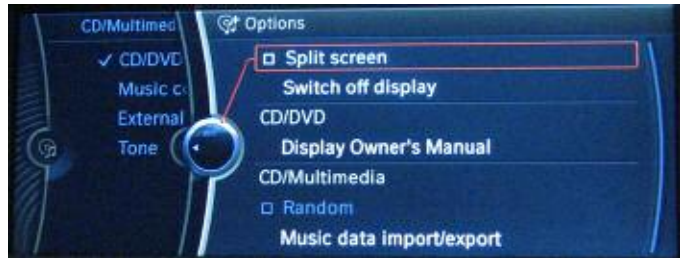 CD/Multimed
✓ CD/DVD
Music c
External
Tone
Options
Split screen
Switch off display
CD/DVD
Display Owner's Manual
CD/Multimedia
Random
Music data import/export